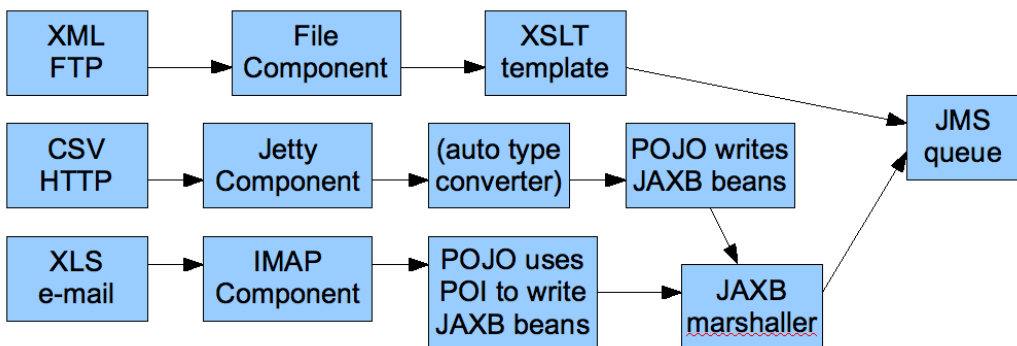 XML
FTP
File
Component
XSLT
template
JMS
queue
CSV
HTTP
Jetty
Component
(auto type
converter)
POJO writes
JAXB beans
XLS
e-mail
IMAP
Component
POJO uses
POI to write
JAXB beans
JAXB
marshaller